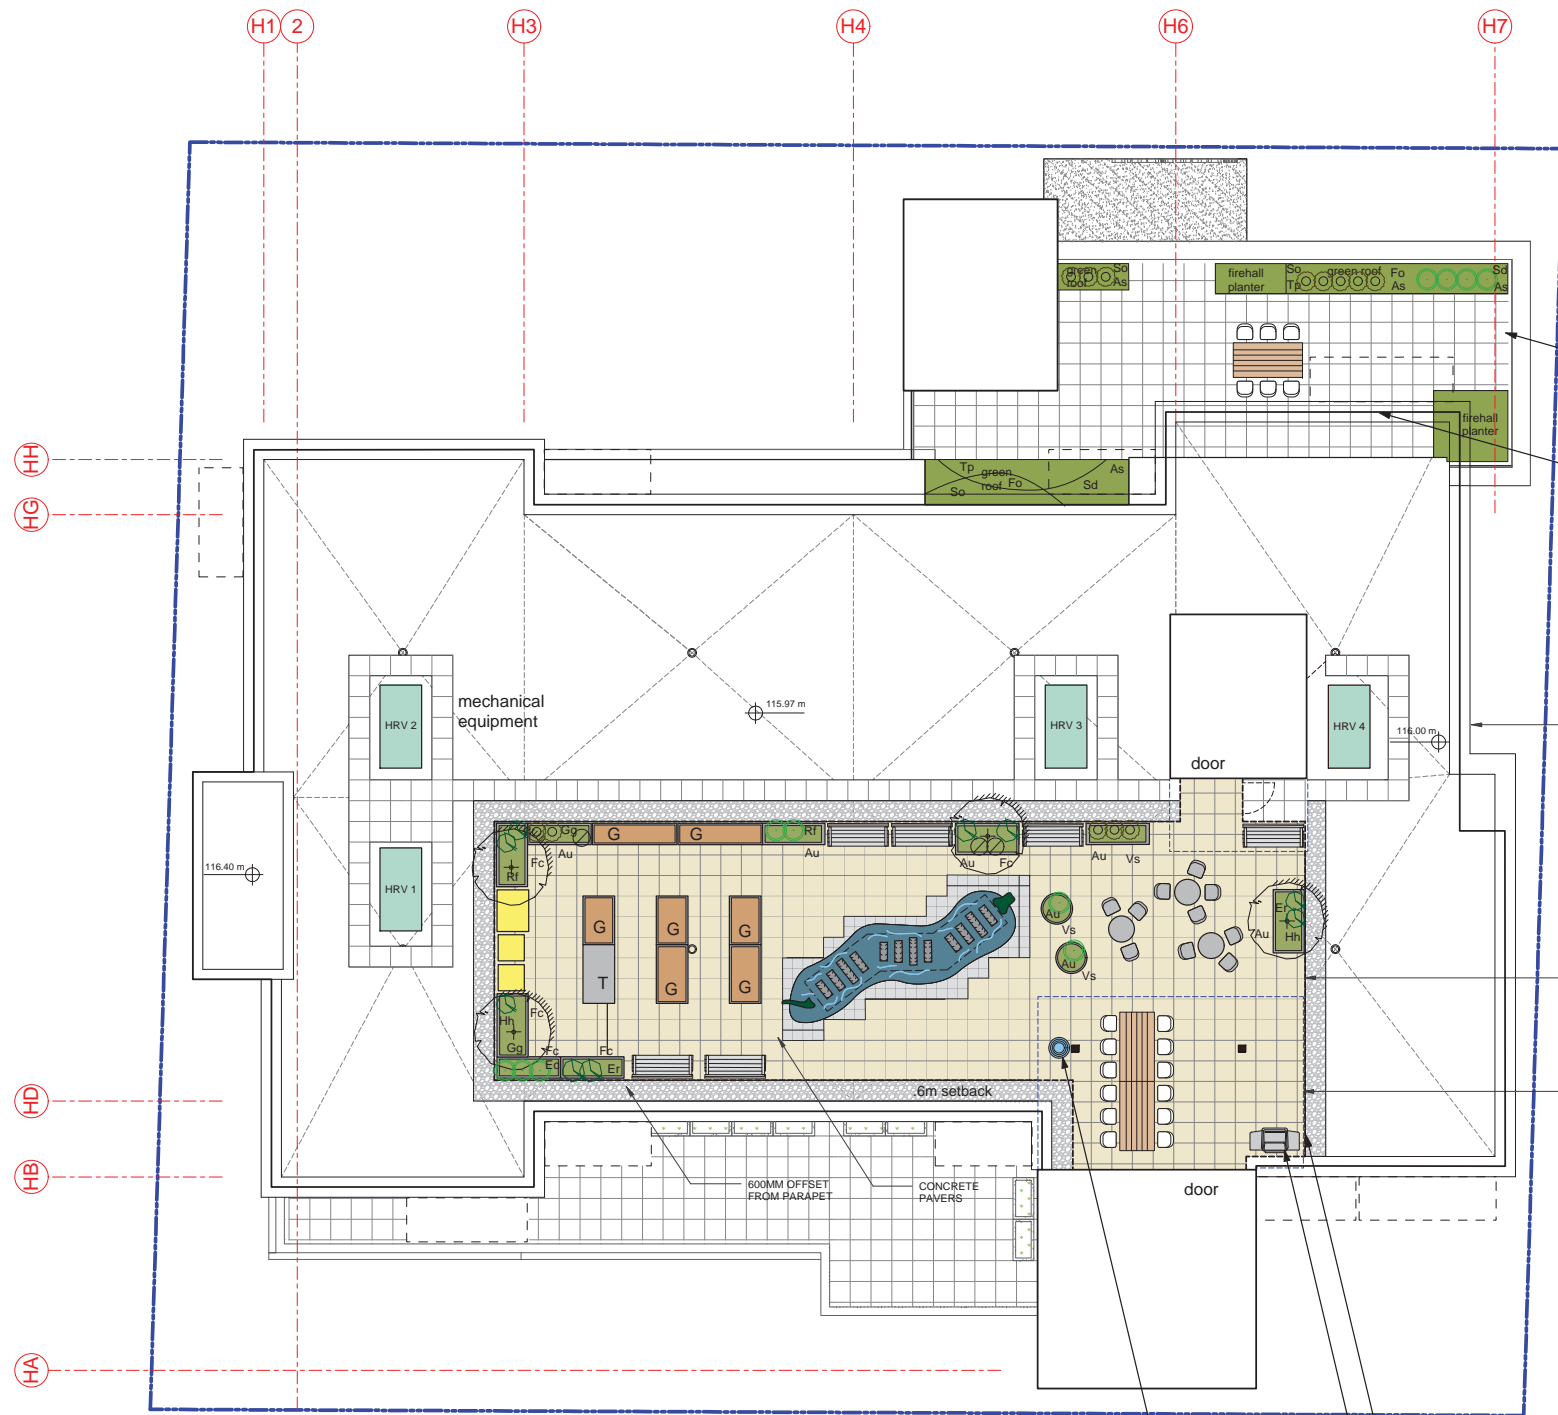 H1 2 H3 H4 H6 H7
green
roof
So
As
firehall
planter
So
Tp
green roof
Fo
As
Sd
As
firehall
planter
HH
HG
Tp
green
roof
Fo
As
So
Sd
mechanical
equipment
HRV 2
115.97 m
HRV 3
HRV 4
116.00 m
door
116.40 m
HRV 1
Gg
Au
Fc
Rf
G
G
Rf
Au
Au
Fc
Au
Vs
G
G
G
T
G
G
Au
Vs
Au
Vs
Er
Au
Hh
Hh
Fc
Gg
Fc
Ec
Fc
Er
.6m setback
HD
HB
600MM OFFSET
FROM PARAPET
CONCRETE
PAVERS
door
HA